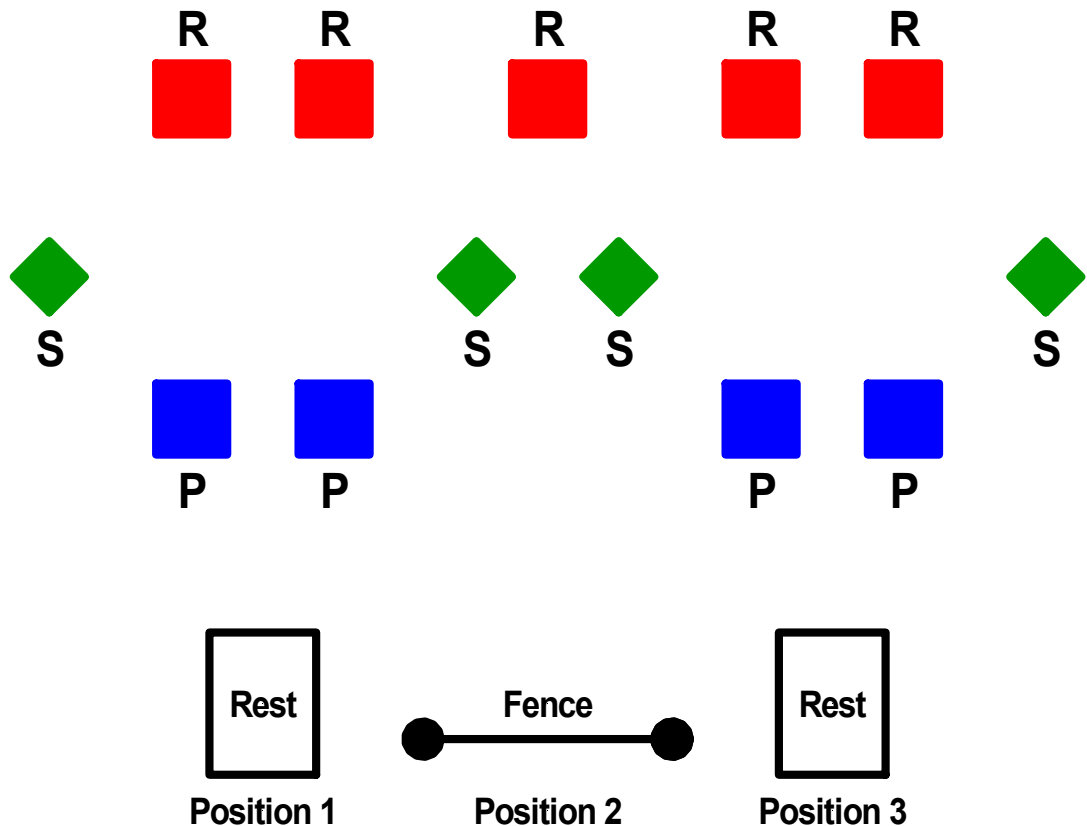 R R R R R
S S S S
P P P P
Rest Fence Rest
Position 1 Position 2 Position 3